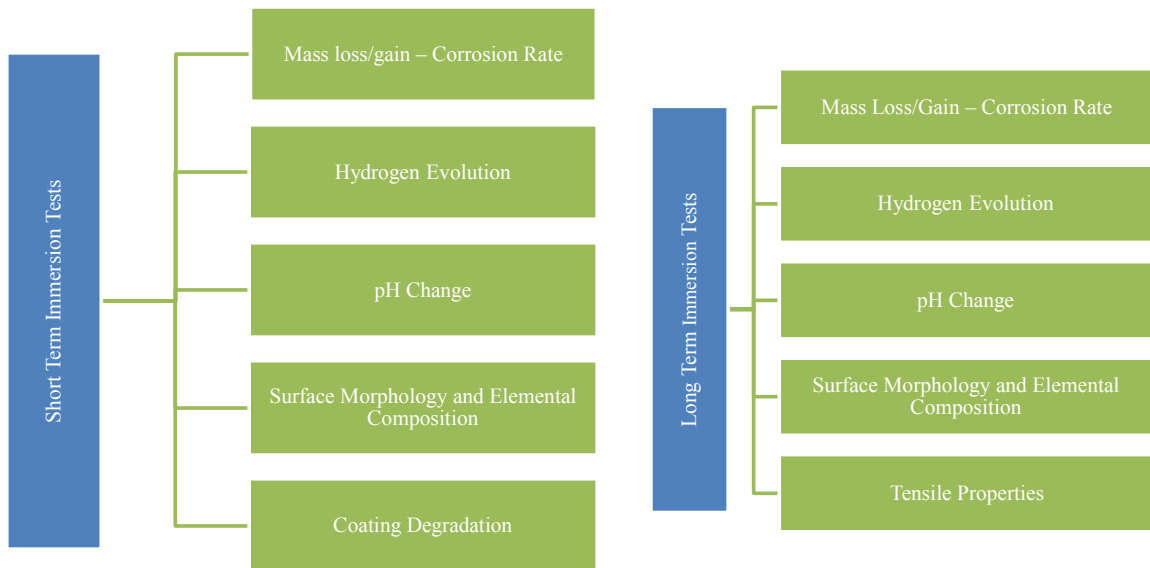 Short Term Immersion Tests
Mass loss/gain – Corrosion Rate
Hydrogen Evolution
pH Change
Surface Morphology and Elemental
Composition
Coating Degradation
Long Term Immersion Tests
Mass Loss/Gain – Corrosion Rate
Hydrogen Evolution
pH Change
Surface Morphology and Elemental
Composition
Tensile Properties